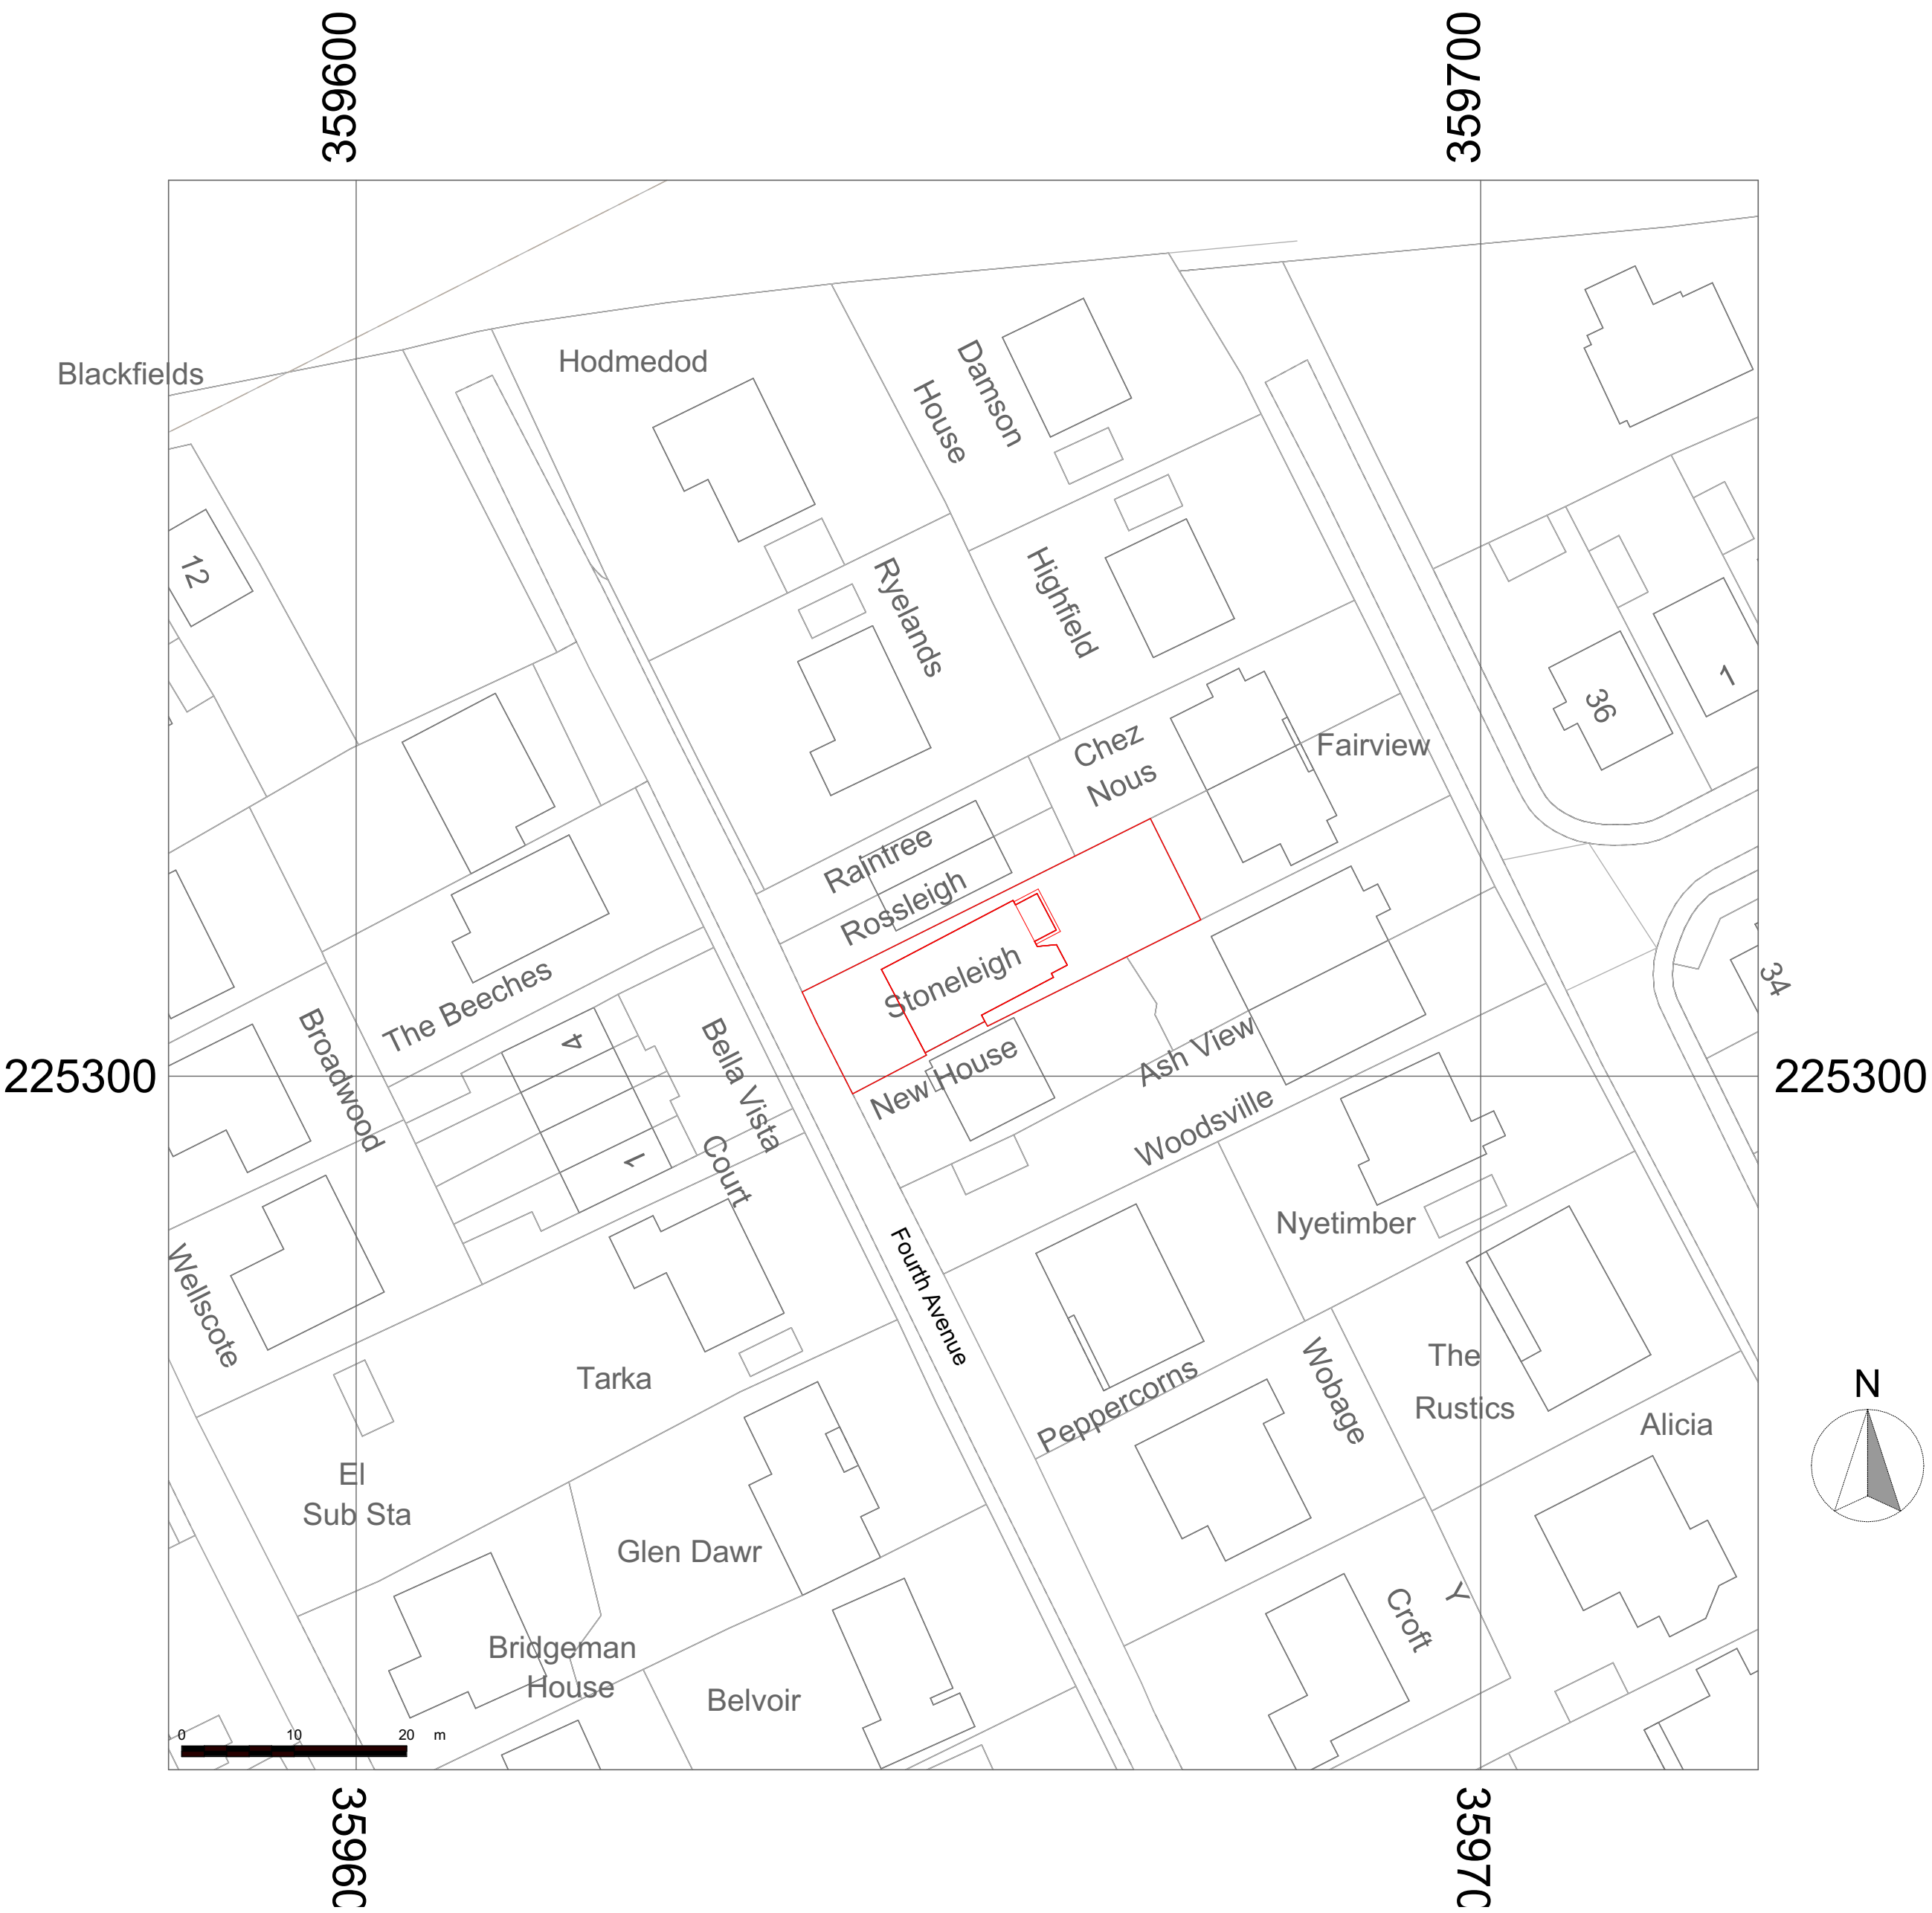 359600
359700
Blackfields
Hodmedod
Damson
House
12
Ryelands
Highfield
36
1
Chez
Nous
Fairview
Raintree
Rossleigh
Stoneleigh
34
The Beeches
Broadwood
4
Bella Vista
Court
1
225300
225300
New House
Ash View
Woodsville
Nyetimber
Wellscote
Fourth Avenue
Tarka
Peppercorns
Wobage
The
Rustics
Alicia
N
El
Sub Sta
Glen Dawr
Y
Croft
Bridgeman
House
Belvoir
0 10 20 m
35960
35970